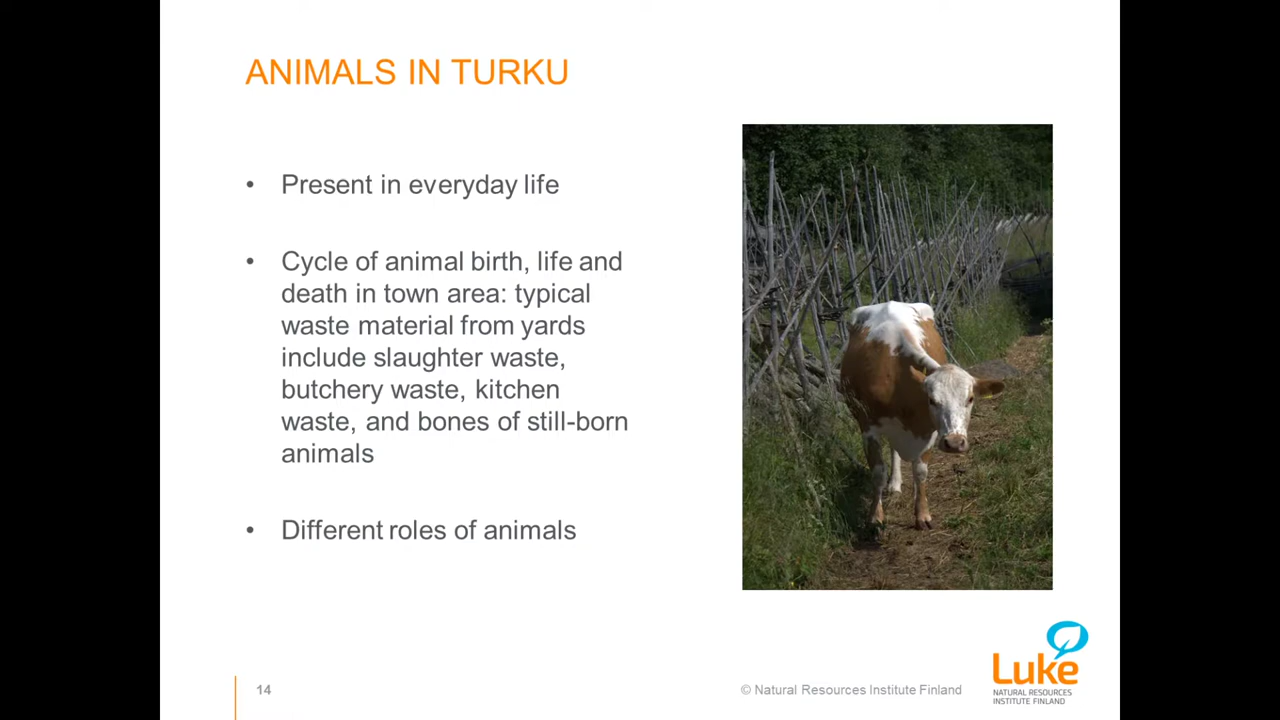 ANIMALS IN TURKU
• Present in everyday life
• Cycle of animal birth, life and
death in town area: typical
waste material from yards
include slaughter waste,
butchery waste, kitchen
waste, and bones of still-born
animals
• Different roles of animals
14
© Natural Resources Institute Finland
Luke
NATURAL RESOURCES
INSTITUTE FINLAND